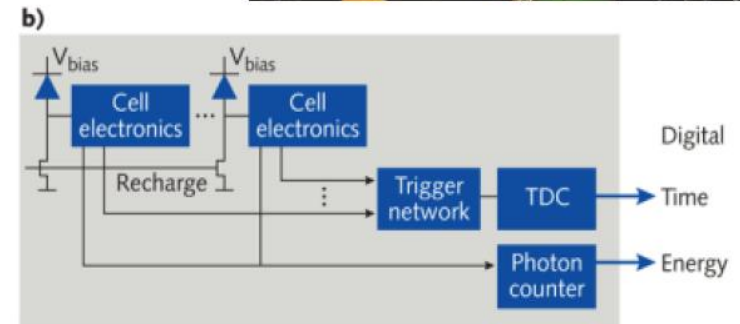 b)
Vbias
Vbias
Cell
electronics
...
Cell
electronics
Digital
Recharge
Trigger
network
TDC
Time
Photon
counter
Energy